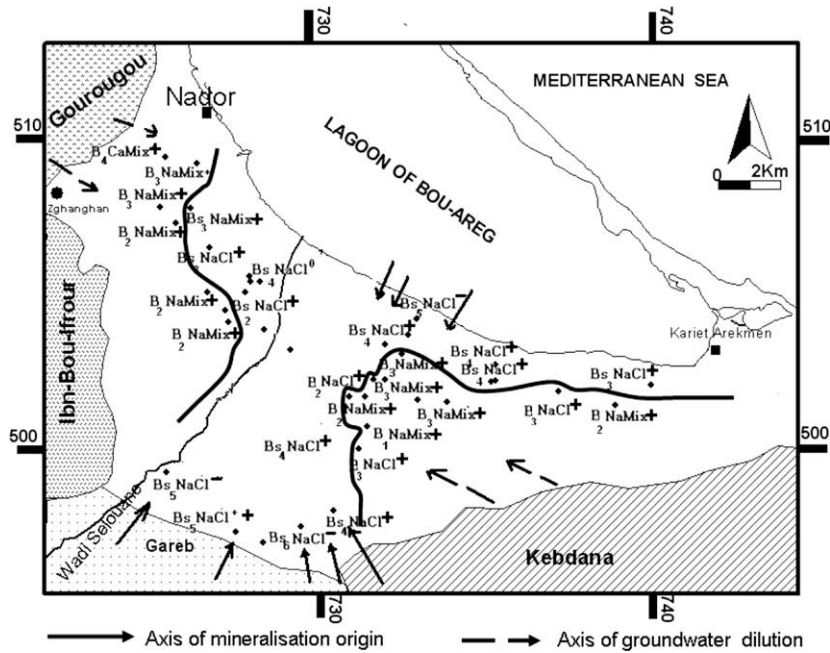 730
740
MEDITERRANEAN SEA
Gourougou
Nador
510
510
LAGOON OF BOU-AREG
0 2Km
B4 CaMix+
B3 NaMix+
Zghanghan
B3 NaMix+
Bs3 NaMix+
B2 NaMix+
Bs NaCl+
Bs4 NaCl0
Bs5 NaCl-
Kariet Arekmen
Ibn-Bou-Iffrour
B2 NaMix+
Bs2 NaCl+
B2 NaMix+
Bs4 NaCl+
Bs NaCl+
B3 NaMix+
Bs4 NaCl+
Bs3 NaCl+
B2 NaCl+
B3 NaMix+
B2 NaMix+
B3 NaMix+
B3 NaCl+
B2 NaMix+
500
500
Bs4 NaCl+
B1 NaMix+
B3 NaCl+
Bs5 NaCl-
Wadi Selouane
Bs5 NaCl+
Bs6 NaCl-
Bs4 NaCl+
Gareb
Kebdana
730
740
Axis of mineralisation origin
Axis of groundwater dilution